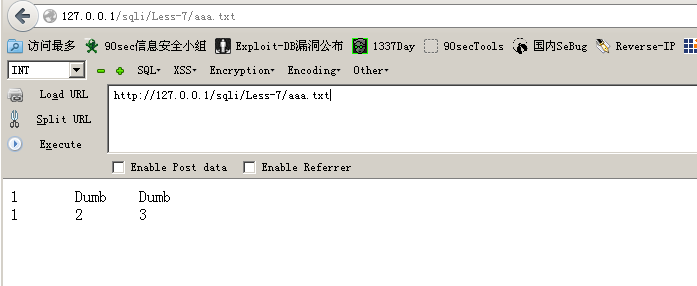 127.0.0.1/sqli/Less-7/aaa.txt
访问最多 90sec信息安全小组 Exploit-DB漏洞公布 1337Day 90secTools 国内SeBug Reverse-IP
INT SQL XSS Encryption Encoding Other
Load URL http://127.0.0.1/sqli/Less-7/aaa.txt
Split URL
Execute
Enable Post data Enable Referrer
1 Dumb Dumb
1 2 3